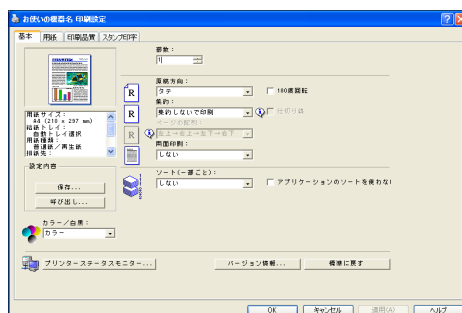 お使いの機器名 印刷設定
基本 用紙 印刷品質 スタンプ印字
部数：
1
原稿方向：
タテ
180度回転
集約：
集約しないで印刷
仕切り線
ページの配列：
左上→右上→左下→右下
両面印刷：
しない
用紙サイズ：
A4 (210 x 297 mm)
給紙トレイ：
自動トレイ選択
用紙種類：
普通紙／再生紙
排紙先：
設定内容
保存...
呼び出し...
ソート(一部ごと)：
しない
アプリケーションのソートを使わない
カラー／白黒：
カラー
プリンターステータスモニター...
バージョン情報...
標準に戻す
OK キャンセル 適用(A) ヘルプ